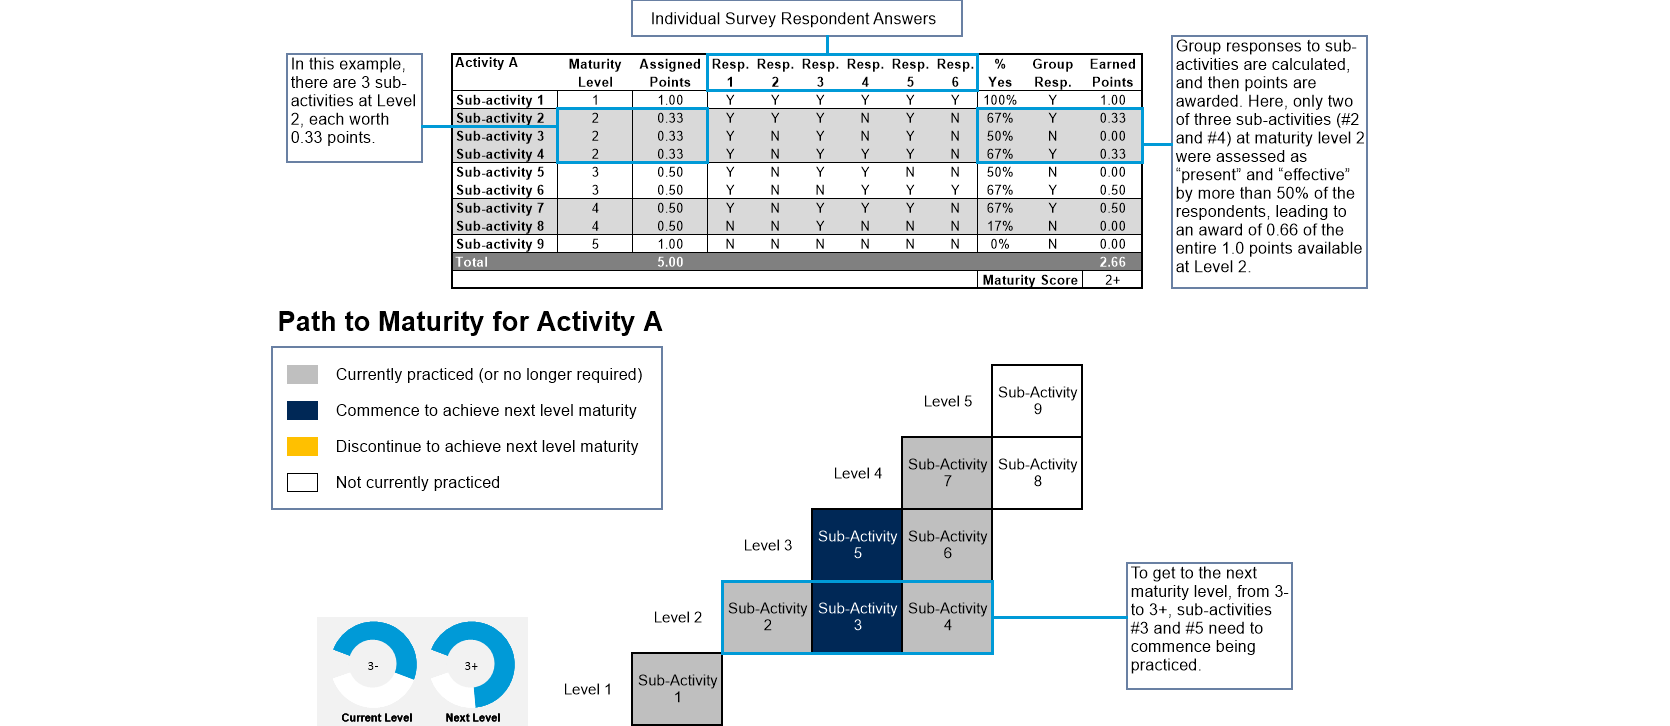 Individual Survey Respondent Answers
In this example,
there are 3 sub-
activities at Level
2, each worth
0.33 points.
Activity A Maturity Level Assigned Points Resp. 1 Resp. 2 Resp. 3 Resp. 4 Resp. 5 Resp. 6 % Yes Group Resp. Earned Points
Sub-activity 1 1 1.00 Y Y Y Y Y Y 100% Y 1.00
Sub-activity 2 2 0.33 Y Y Y N Y N 67% Y 0.33
Sub-activity 3 2 0.33 Y N Y N Y N 50% N 0.00
Sub-activity 4 2 0.33 Y N Y Y Y N 67% Y 0.33
Sub-activity 5 3 0.50 Y N Y Y N N 50% N 0.00
Sub-activity 6 3 0.50 Y N N Y Y Y 67% Y 0.50
Sub-activity 7 4 0.50 Y N Y Y Y N 67% Y 0.50
Sub-activity 8 4 0.50 N N Y N N N 17% N 0.00
Sub-activity 9 5 1.00 N N N N N N 0% N 0.00
Total 5.00 2.66
Maturity Score 2+
Group responses to sub-
activities are calculated,
and then points are
awarded. Here, only two
of three sub-activities (#2
and #4) at maturity level 2
were assessed as
“present” and “effective”
by more than 50% of the
respondents, leading to
an award of 0.66 of the
entire 1.0 points available
at Level 2.
Path to Maturity for Activity A
Currently practiced (or no longer required)
Commence to achieve next level maturity
Discontinue to achieve next level maturity
Not currently practiced
Level 5
Sub-Activity
9
Level 4
Sub-Activity
7
Sub-Activity
8
Level 3
Sub-Activity
5
Sub-Activity
6
Level 2
Sub-Activity
2
Sub-Activity
3
Sub-Activity
4
Level 1
Sub-Activity
1
To get to the next
maturity level, from 3-
to 3+, sub-activities
#3 and #5 need to
commence being
practiced.
3-
Current Level
3+
Next Level